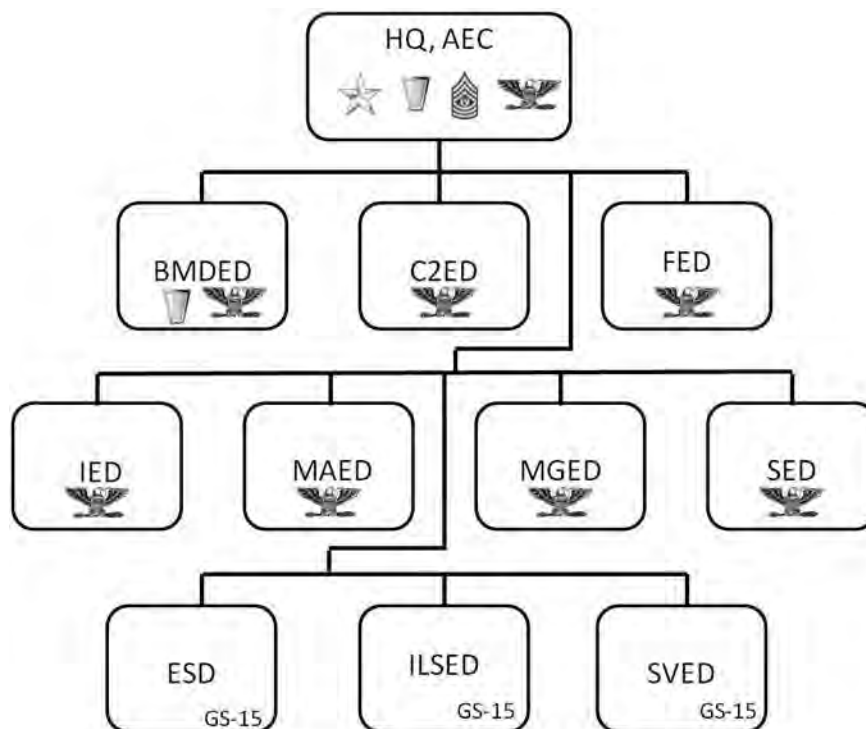 HQ, AEC
BMDED
C2ED
FED
IED
MAED
MGED
SED
ESD
GS-15
ILSED
GS-15
SVED
GS-15